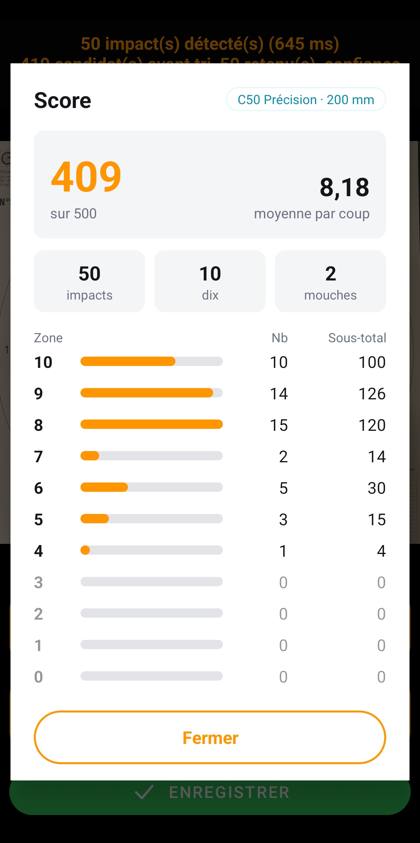 50 impact(s) détecté(s) (645 ms)
Score
C50 Précision · 200 mm
409
sur 500
8,18
moyenne par coup
50
impacts
10
dix
2
mouches
Zone Nb Sous-total
10 10 100
9 14 126
8 15 120
7 2 14
6 5 30
5 3 15
4 1 4
3 0 0
2 0 0
1 0 0
0 0 0
Fermer
ENREGISTRER